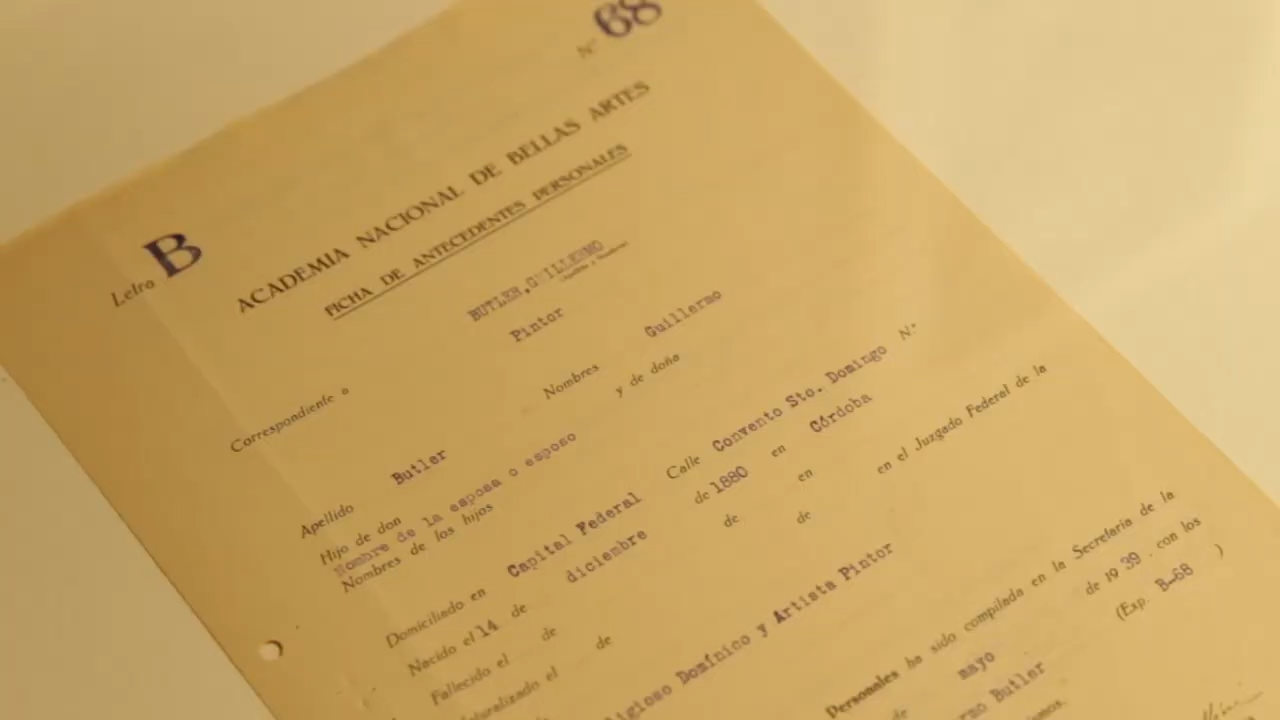 Nº 68
Letra B
ACADEMIA NACIONAL DE BELLAS ARTES
FICHA DE ANTECEDENTES PERSONALES
Correspondiente a BUTLER, GUILLERMO
(Apellido y Nombres)
Pintor
Apellido Butler Nombres Guillermo
Hijo de don y de doña
Nombre de la esposa o esposo
Nombres de los hijos
Domiciliado en Capital Federal Calle Convento Sto. Domingo N.º
Nacido el 14 de diciembre de 1880 en Córdoba
Fallecido el de de en
de de en el Juzgado Federal de la
Religioso Domínico y Artista Pintor
Personales ha sido compilada en la Secretaría de la
de mayo de 1939 . con los
Butler (Exp. B-68 )